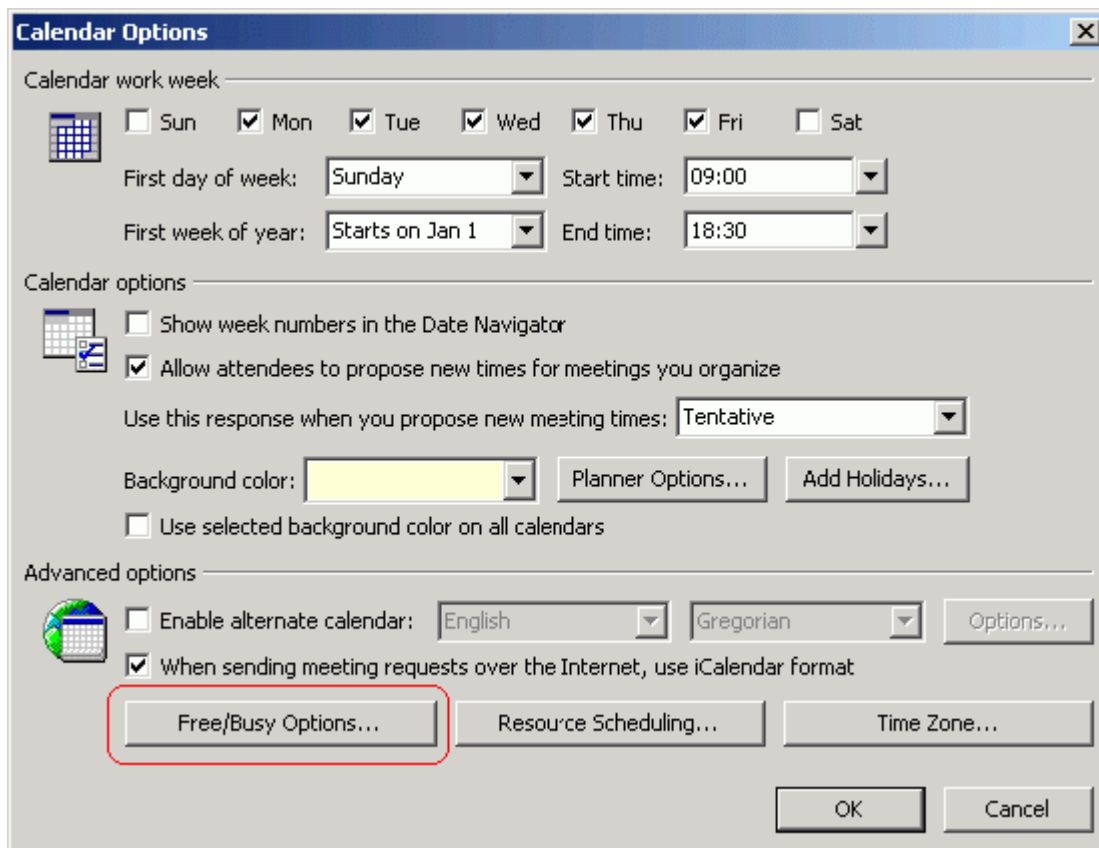 Calendar Options
Calendar work week
Sun Mon Tue Wed Thu Fri Sat
First day of week: Sunday Start time: 09:00
First week of year: Starts on Jan 1 End time: 18:30
Calendar options
Show week numbers in the Date Navigator
Allow attendees to propose new times for meetings you organize
Use this response when you propose new meeting times: Tentative
Background color: Planner Options... Add Holidays...
Use selected background color on all calendars
Advanced options
Enable alternate calendar: English Gregorian Options...
When sending meeting requests over the Internet, use iCalendar format
Free/Busy Options... Resource Scheduling... Time Zone...
OK Cancel